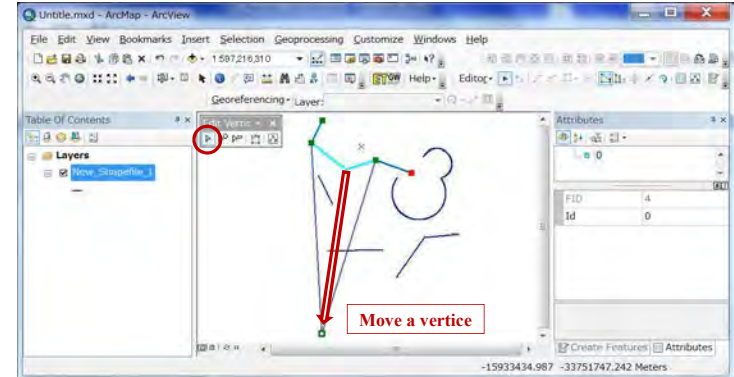 Untitle.mxd - ArcMap - ArcView
File Edit View Bookmarks Insert Selection Geoprocessing Customize Windows Help
1:597,216,310
Help- Editor-
Georeferencing- Layer:
Table Of Contents
Layers
New_Shapefile_1
Edit Vertic
Attributes
0
FID 4
Id 0
Move a vertice
Create Features Attributes
-15933434.987 -33751747.242 Meters